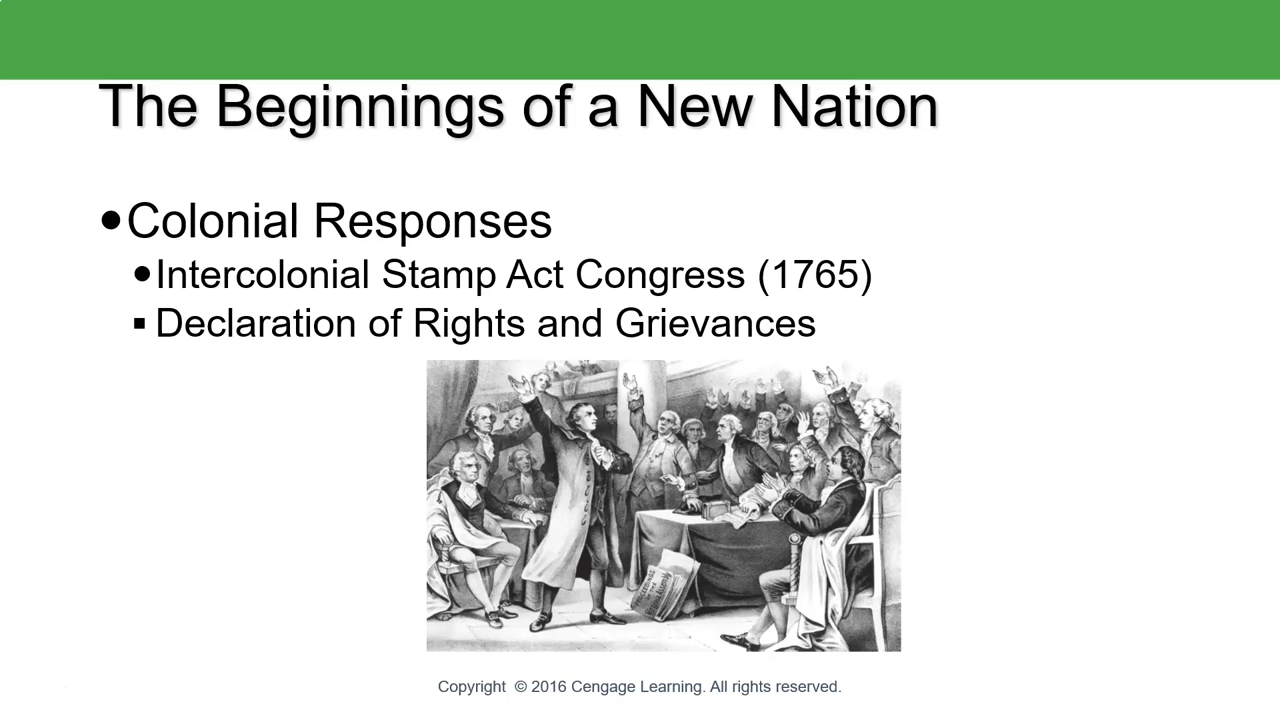 The Beginnings of a New Nation
●Colonial Responses
●Intercolonial Stamp Act Congress (1765)
▪Declaration of Rights and Grievances
Copyright © 2016 Cengage Learning. All rights reserved.